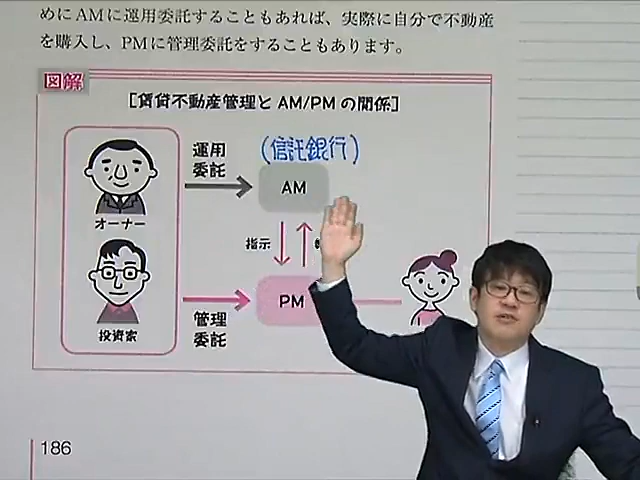 めにAMに運用委託することもあれば、実際に自分で不動産
を購入し、PMに管理委託をすることもあります。
図解
［賃貸不動産管理とAM/PMの関係］
運用
委託
(信託銀行)
AM
オーナー
指示
PM
投資家
管理
委託
186